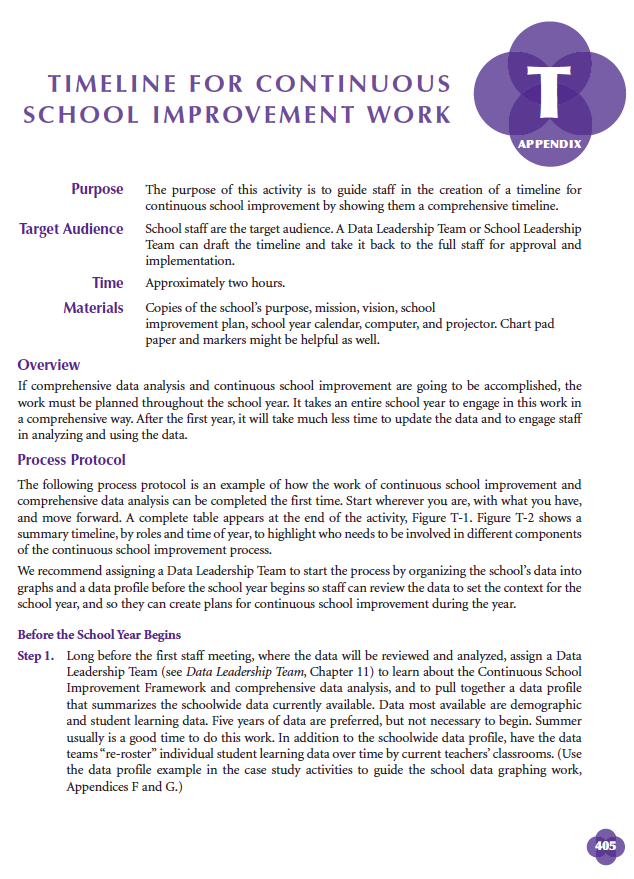 TIMELINE FOR CONTINUOUS
SCHOOL IMPROVEMENT WORK
T
APPENDIX
Purpose The purpose of this activity is to guide staff in the creation of a timeline for
continuous school improvement by showing them a comprehensive timeline.
Target Audience School staff are the target audience. A Data Leadership Team or School Leadership
Team can draft the timeline and take it back to the full staff for approval and
implementation.
Time Approximately two hours.
Materials Copies of the school's purpose, mission, vision, school
improvement plan, school year calendar, computer, and projector. Chart pad
paper and markers might be helpful as well.
Overview
If comprehensive data analysis and continuous school improvement are going to be accomplished, the
work must be planned throughout the school year. It takes an entire school year to engage in this work in
a comprehensive way. After the first year, it will take much less time to update the data and to engage staff
in analyzing and using the data.
Process Protocol
The following process protocol is an example of how the work of continuous school improvement and
comprehensive data analysis can be completed the first time. Start wherever you are, with what you have,
and move forward. A complete table appears at the end of the activity, Figure T-1. Figure T-2 shows a
summary timeline, by roles and time of year, to highlight who needs to be involved in different components
of the continuous school improvement process.
We recommend assigning a Data Leadership Team to start the process by organizing the school's data into
graphs and a data profile before the school year begins so staff can review the data to set the context for the
school year, and so they can create plans for continuous school improvement during the year.
Before the School Year Begins
Step 1. Long before the first staff meeting, where the data will be reviewed and analyzed, assign a Data
Leadership Team (see Data Leadership Team, Chapter 11) to learn about the Continuous School
Improvement Framework and comprehensive data analysis, and to pull together a data profile
that summarizes the schoolwide data currently available. Data most available are demographic
and student learning data. Five years of data are preferred, but not necessary to begin. Summer
usually is a good time to do this work. In addition to the schoolwide data profile, have the data
teams "re-roster" individual student learning data over time by current teachers' classrooms. (Use
the data profile example in the case study activities to guide the school data graphing work,
Appendices F and G.)
405